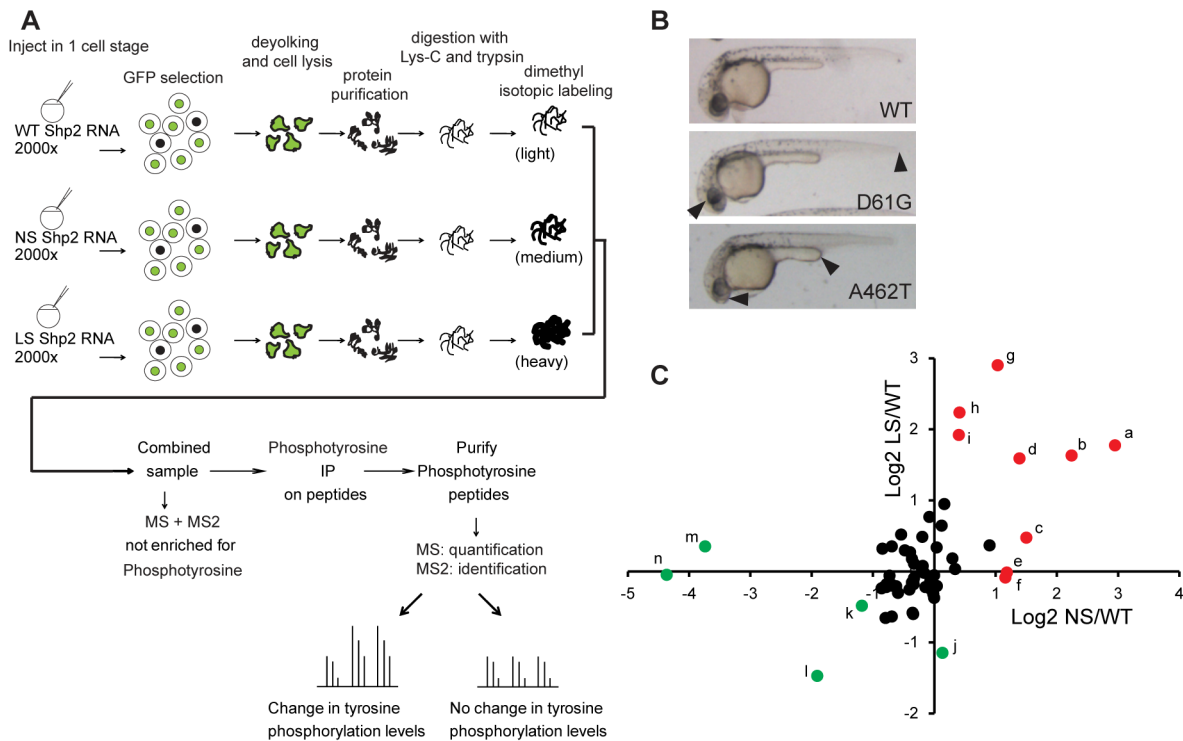 A
Inject in 1 cell stage
GFP selection
deyolking
and cell lysis
protein
purification
digestion with
Lys-C and trypsin
dimethyl
isotopic labeling
WT Shp2 RNA
2000x
(light)
NS Shp2 RNA
2000x
(medium)
LS Shp2 RNA
2000x
(heavy)
Combined
sample
Phosphotyrosine
IP
on peptides
Purify
Phosphotyrosine
peptides
MS + MS2
not enriched for
Phosphotyrosine
MS: quantification
MS2: identification
Change in tyrosine
phosphorylation levels
No change in tyrosine
phosphorylation levels
B
WT
D61G
A462T
C
Log2 LS/WT
3
2
1
-1
-2
g
h
i
d
b
a
c
e
f
m
n
k
l
j
-5
-4
-3
-2
-1
0
1
2
3
4
Log2 NS/WT